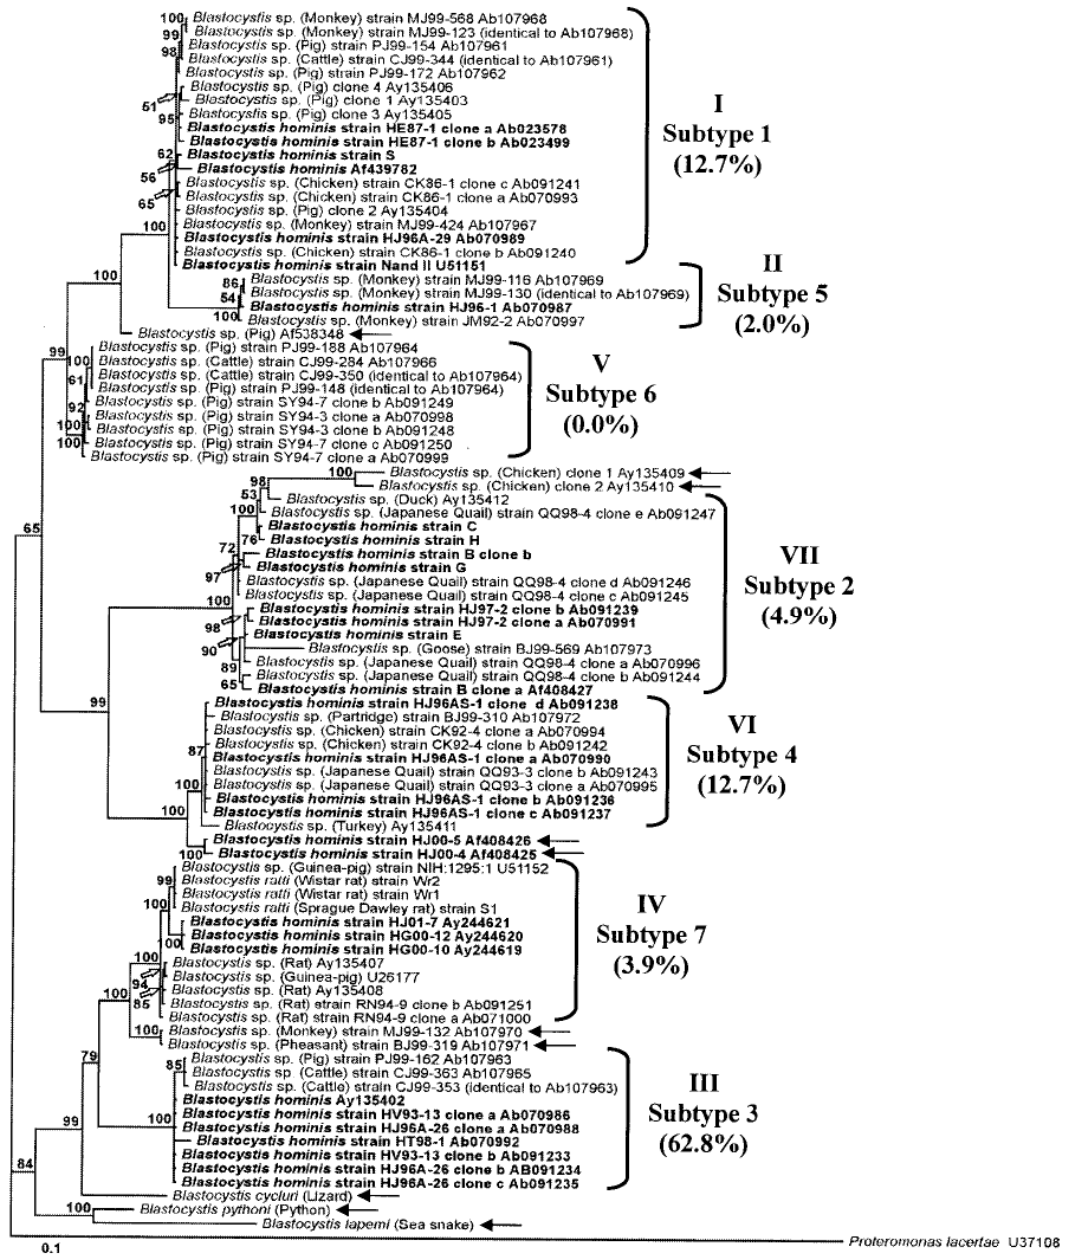 Blastocystis sp. (Monkey) strain MJ99-568 Ab107968
Blastocystis sp. (Monkey) strain MJ99-123 (identical to Ab107968)
Blastocystis sp. (Pig) strain PJ99-154 Ab107961
Blastocystis sp. (Cattle) strain CJ99-344 (identical to Ab107961)
Blastocystis sp. (Pig) strain PJ99-172 Ab107962
Blastocystis sp. (Pig) clone 4 Ay135406
Blastocystis sp. (Pig) clone 1 Ay135403
Blastocystis sp. (Pig) clone 3 Ay135405
Blastocystis hominis strain HE87-1 clone a Ab023578
Blastocystis hominis strain HE87-1 clone b Ab023499
Blastocystis hominis strain S
Blastocystis hominis Af439782
Blastocystis sp. (Chicken) strain CK86-1 clone c Ab091241
Blastocystis sp. (Chicken) strain CK86-1 clone a Ab070993
Blastocystis sp. (Pig) clone 2 Ay135404
Blastocystis sp. (Monkey) strain MJ99-424 Ab107967
Blastocystis hominis strain HJ96A-29 Ab070989
Blastocystis sp. (Chicken) strain CK86-1 clone b Ab091240
Blastocystis hominis strain Nand II U51151
100
99
98
51
95
62
56
65
100
100
I
Subtype 1
(12.7%)
Blastocystis sp. (Monkey) strain MJ99-116 Ab107969
Blastocystis sp. (Monkey) strain MJ99-130 (identical to Ab107969)
Blastocystis hominis strain HJ96-1 Ab070987
Blastocystis sp. (Monkey) strain JM92-2 Ab070997
86
54
100
II
Subtype 5
(2.0%)
Blastocystis sp. (Pig) Af538348
99
Blastocystis sp. (Pig) strain PJ99-188 Ab107964
Blastocystis sp. (Cattle) strain CJ99-284 Ab107966
Blastocystis sp. (Cattle) strain CJ99-350 (identical to Ab107964)
Blastocystis sp. (Pig) strain PJ99-148 (identical to Ab107964)
Blastocystis sp. (Pig) strain SY94-7 clone b Ab091249
Blastocystis sp. (Pig) strain SY94-3 clone a Ab070998
Blastocystis sp. (Pig) strain SY94-3 clone b Ab091248
Blastocystis sp. (Pig) strain SY94-7 clone c Ab091250
Blastocystis sp. (Pig) strain SY94-7 clone a Ab070999
100
61
92
100
100
V
Subtype 6
(0.0%)
65
Blastocystis sp. (Chicken) clone 1 Ay135409
Blastocystis sp. (Chicken) clone 2 Ay135410
Blastocystis sp. (Duck) Ay135412
Blastocystis sp. (Japanese Quail) strain QQ98-4 clone e Ab091247
Blastocystis hominis strain C
Blastocystis hominis strain H
Blastocystis hominis strain B clone b
Blastocystis hominis strain G
Blastocystis sp. (Japanese Quail) strain QQ98-4 clone d Ab091246
Blastocystis sp. (Japanese Quail) strain QQ98-4 clone c Ab091245
Blastocystis hominis strain HJ97-2 clone b Ab091239
Blastocystis hominis strain HJ97-2 clone a Ab070991
Blastocystis hominis strain E
Blastocystis sp. (Goose) strain BJ99-569 Ab107973
Blastocystis sp. (Japanese Quail) strain QQ98-4 clone a Ab070996
Blastocystis sp. (Japanese Quail) strain QQ98-4 clone b Ab091244
Blastocystis hominis strain B clone a Af408427
100
98
53
100
76
72
97
100
98
90
89
65
VII
Subtype 2
(4.9%)
99
Blastocystis hominis strain HJ96AS-1 clone d Ab091238
Blastocystis sp. (Partridge) strain BJ99-310 Ab107972
Blastocystis sp. (Chicken) strain CK92-4 clone a Ab070994
Blastocystis sp. (Chicken) strain CK92-4 clone b Ab091242
Blastocystis hominis strain HJ96AS-1 clone a Ab070990
Blastocystis sp. (Japanese Quail) strain QQ93-3 clone b Ab091243
Blastocystis sp. (Japanese Quail) strain QQ93-3 clone a Ab070995
Blastocystis hominis strain HJ96AS-1 clone b Ab091236
Blastocystis hominis strain HJ96AS-1 clone c Ab091237
Blastocystis sp. (Turkey) Ay135411
Blastocystis hominis strain HJ00-5 Af408426
Blastocystis hominis strain HJ00-4 Af408425
87
100
100
100
VI
Subtype 4
(12.7%)
Blastocystis sp. (Guinea-pig) strain NIH:1295:1 U51152
Blastocystis ratti (Wistar rat) strain Wr2
Blastocystis ratti (Wistar rat) strain Wr1
Blastocystis ratti (Sprague Dawley rat) strain S1
Blastocystis hominis strain HJ01-7 Ay244621
Blastocystis hominis strain HG00-12 Ay244620
Blastocystis hominis strain HG00-10 Ay244619
Blastocystis sp. (Rat) Ay135407
Blastocystis sp. (Guinea-pig) U26177
Blastocystis sp. (Rat) Ay135408
Blastocystis sp. (Rat) strain RN94-9 clone b Ab091251
Blastocystis sp. (Rat) strain RN94-9 clone a Ab071000
99
100
100
100
94
85
100
IV
Subtype 7
(3.9%)
Blastocystis sp. (Monkey) strain MJ99-132 Ab107970
Blastocystis sp. (Pheasant) strain BJ99-319 Ab107971
100
79
Blastocystis sp. (Pig) strain PJ99-162 Ab107963
Blastocystis sp. (Cattle) strain CJ99-363 Ab107965
Blastocystis sp. (Cattle) strain CJ99-353 (identical to Ab107963)
Blastocystis hominis Ay135402
Blastocystis hominis strain HV93-13 clone a Ab070986
Blastocystis hominis strain HJ96A-26 clone a Ab070988
Blastocystis hominis strain HT98-1 Ab070992
Blastocystis hominis strain HV93-13 clone b Ab091233
Blastocystis hominis strain HJ96A-26 clone b AB091234
Blastocystis hominis strain HJ96A-26 clone c AB091235
85
100
III
Subtype 3
(62.8%)
99
84
Blastocystis cycluri (Lizard)
Blastocystis pythoni (Python)
Blastocystis lapemi (Sea snake)
100
Proteromonas lacertae U37108
0.1